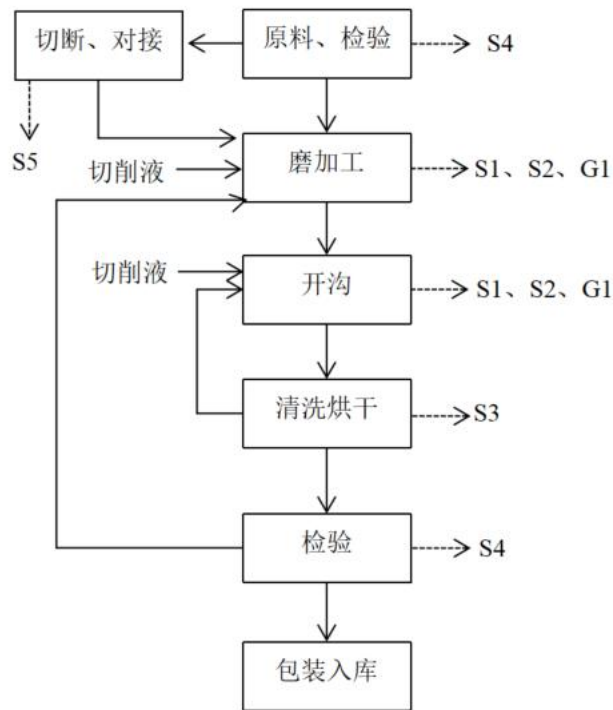 切断、对接
原料、检验
S4
S5
切削液
磨加工
S1、S2、G1
切削液
开沟
S1、S2、G1
清洗烘干
S3
检验
S4
包装入库